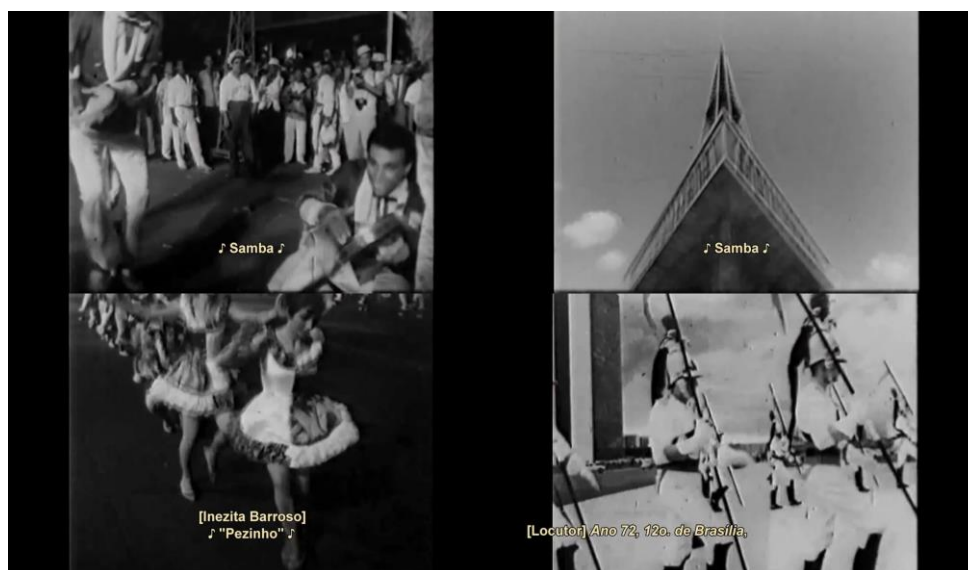 ♪ Samba ♪
♪ Samba ♪
[Inezita Barroso]
♪ "Pezinho" ♪
[Locutor] Ano 72, 12o. de Brasília,